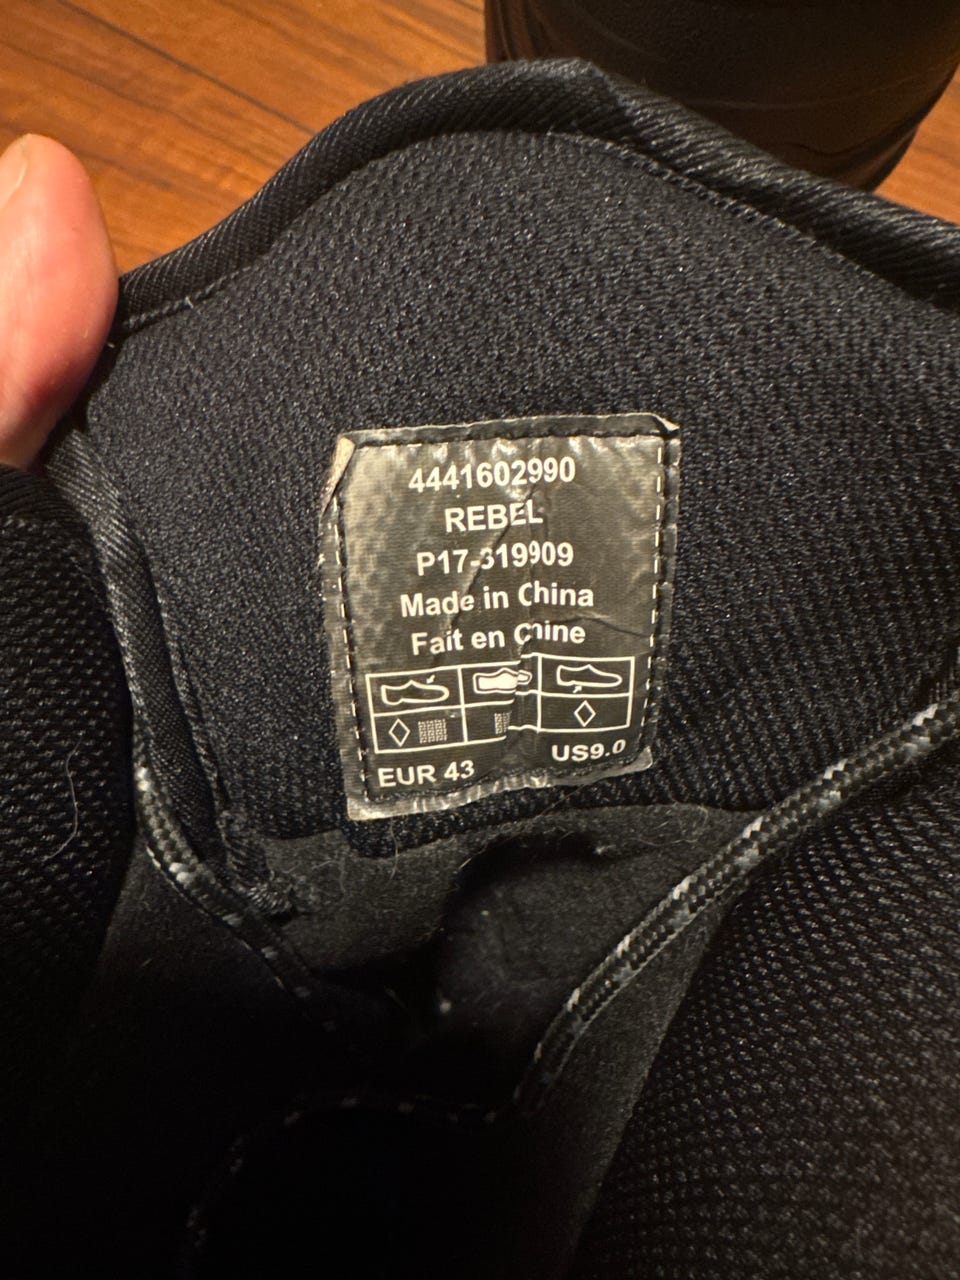 4441602990
REBEL
P17-319909
Made in China
Fait en Chine
EUR 43
US9.0